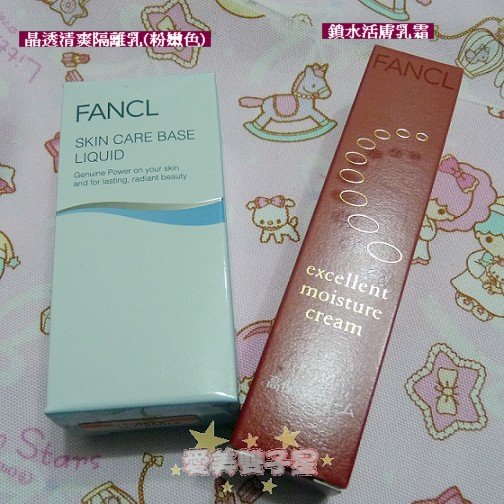 晶透清爽隔離乳(粉嫩色)
鎖水活膚乳霜
FANCL
SKIN CARE BASE
LIQUID
Genuine Power on your skin
and for lasting, radiant beauty
FANCL
excellent
moisture
cream
Stars
愛美雙子星